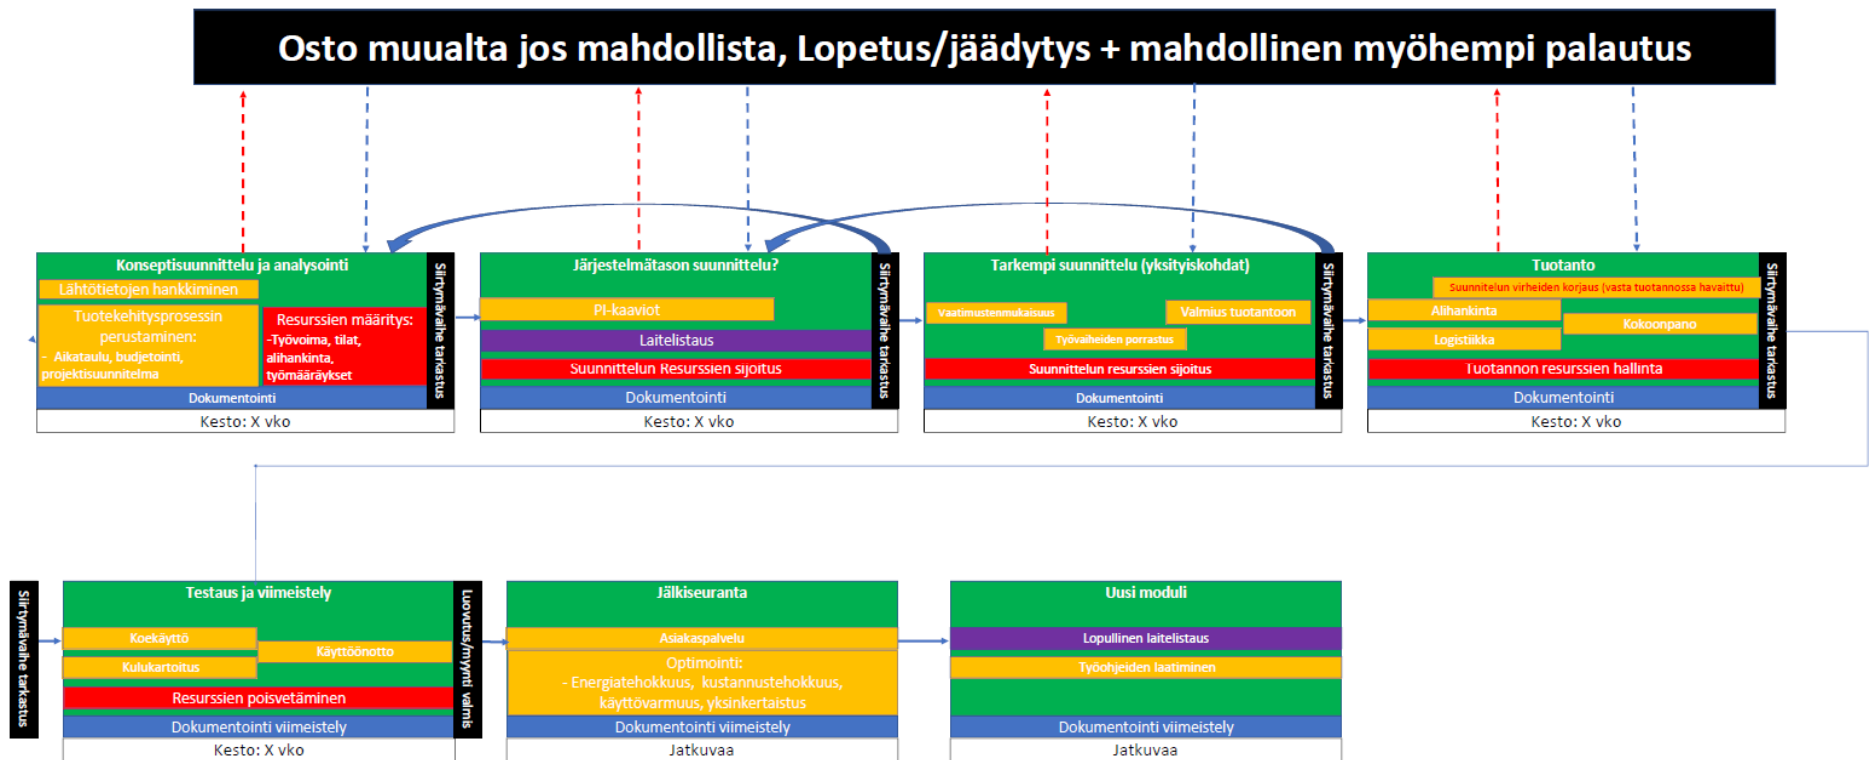 Osto muualta jos mahdollista, Lopetus/jäädytys + mahdollinen myöhempi palautus
Konseptisuunnittelu ja analysointi
Lähtötietojen hankkiminen
Tuotekehitysprosessin
perustaminen:
- Aikataulu, budjetointi,
projektisuunnitelma
Resurssien määritys:
-Työvoima, tilat,
alihankinta,
työmääräykset
Dokumentointi
Kesto: X vko
Siirtymävaihe tarkastus
Järjestelmätason suunnittelu?
PI-kaaviot
Laitelistaus
Suunnittelun Resurssien sijoitus
Dokumentointi
Kesto: X vko
Siirtymävaihe tarkastus
Tarkempi suunnittelu (yksityiskohdat)
Vaatimustenmukaisuus
Valmius tuotantoon
Työvaiheiden porrastus
Suunnittelun resurssien sijoitus
Dokumentointi
Kesto: X vko
Siirtymävaihe tarkastus
Tuotanto
Suunnitelun virheiden korjaus (vasta tuotannossa havaittu)
Alihankinta
Kokoonpano
Logistiikka
Tuotannon resurssien hallinta
Dokumentointi
Kesto: X vko
Siirtymävaihe tarkastus
Siirtymävaihe tarkastus
Testaus ja viimeistely
Koekäyttö
Käyttöönotto
Kulukartoitus
Resurssien poisvetäminen
Dokumentointi viimeistely
Kesto: X vko
Luovutus/myynti valmis
Jälkiseuranta
Asiakaspalvelu
Optimointi:
- Energiatehokkuus, kustannustehokkuus,
käyttövarmuus, yksinkertaistus
Dokumentointi viimeistely
Jatkuvaa
Uusi moduli
Lopullinen laitelistaus
Työohjeiden laatiminen
Dokumentointi viimeistely
Jatkuvaa